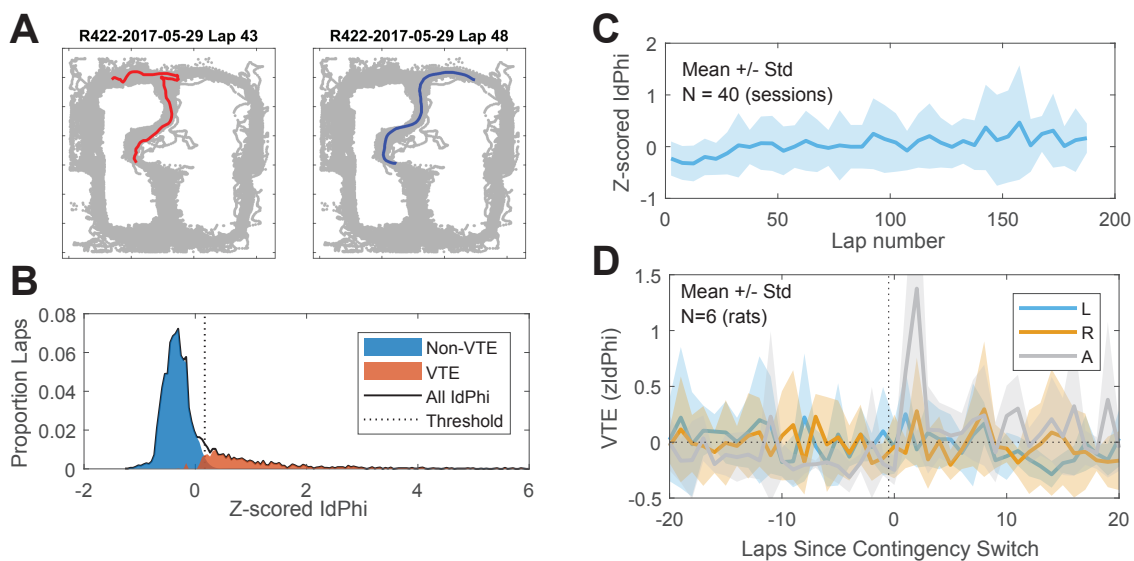 A
R422-2017-05-29 Lap 43
R422-2017-05-29 Lap 48
B
Proportion Laps
0.08
0.06
0.04
0.02
0
-2
0
2
4
6
Z-scored IdPhi
Non-VTE
VTE
All IdPhi
Threshold
C
Z-scored IdPhi
2
1
0
-1
Mean +/- Std
N = 40 (sessions)
0
50
100
150
200
Lap number
D
VTE (zIdPhi)
1.5
1
0.5
0
-0.5
Mean +/- Std
N=6 (rats)
L
R
A
-20
-10
0
10
20
Laps Since Contingency Switch